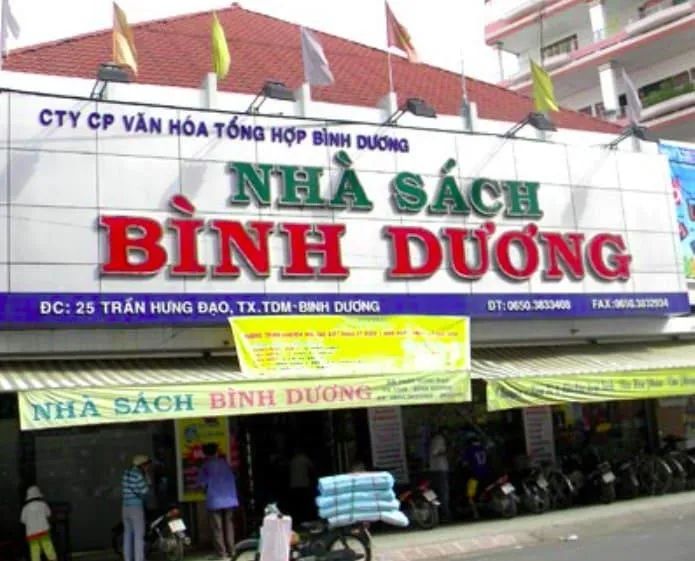 CTY CP VĂN HÓA TỔNG HỢP BÌNH DƯƠNG
NHÀ SÁCH
BÌNH DƯƠNG
ĐC: 25 TRẦN HƯNG ĐẠO, TX.TDM-BÌNH DƯƠNG ĐT: 0650.3833408 FAX:0650.3832934
NHÀ SÁCH BÌNH DƯƠNG